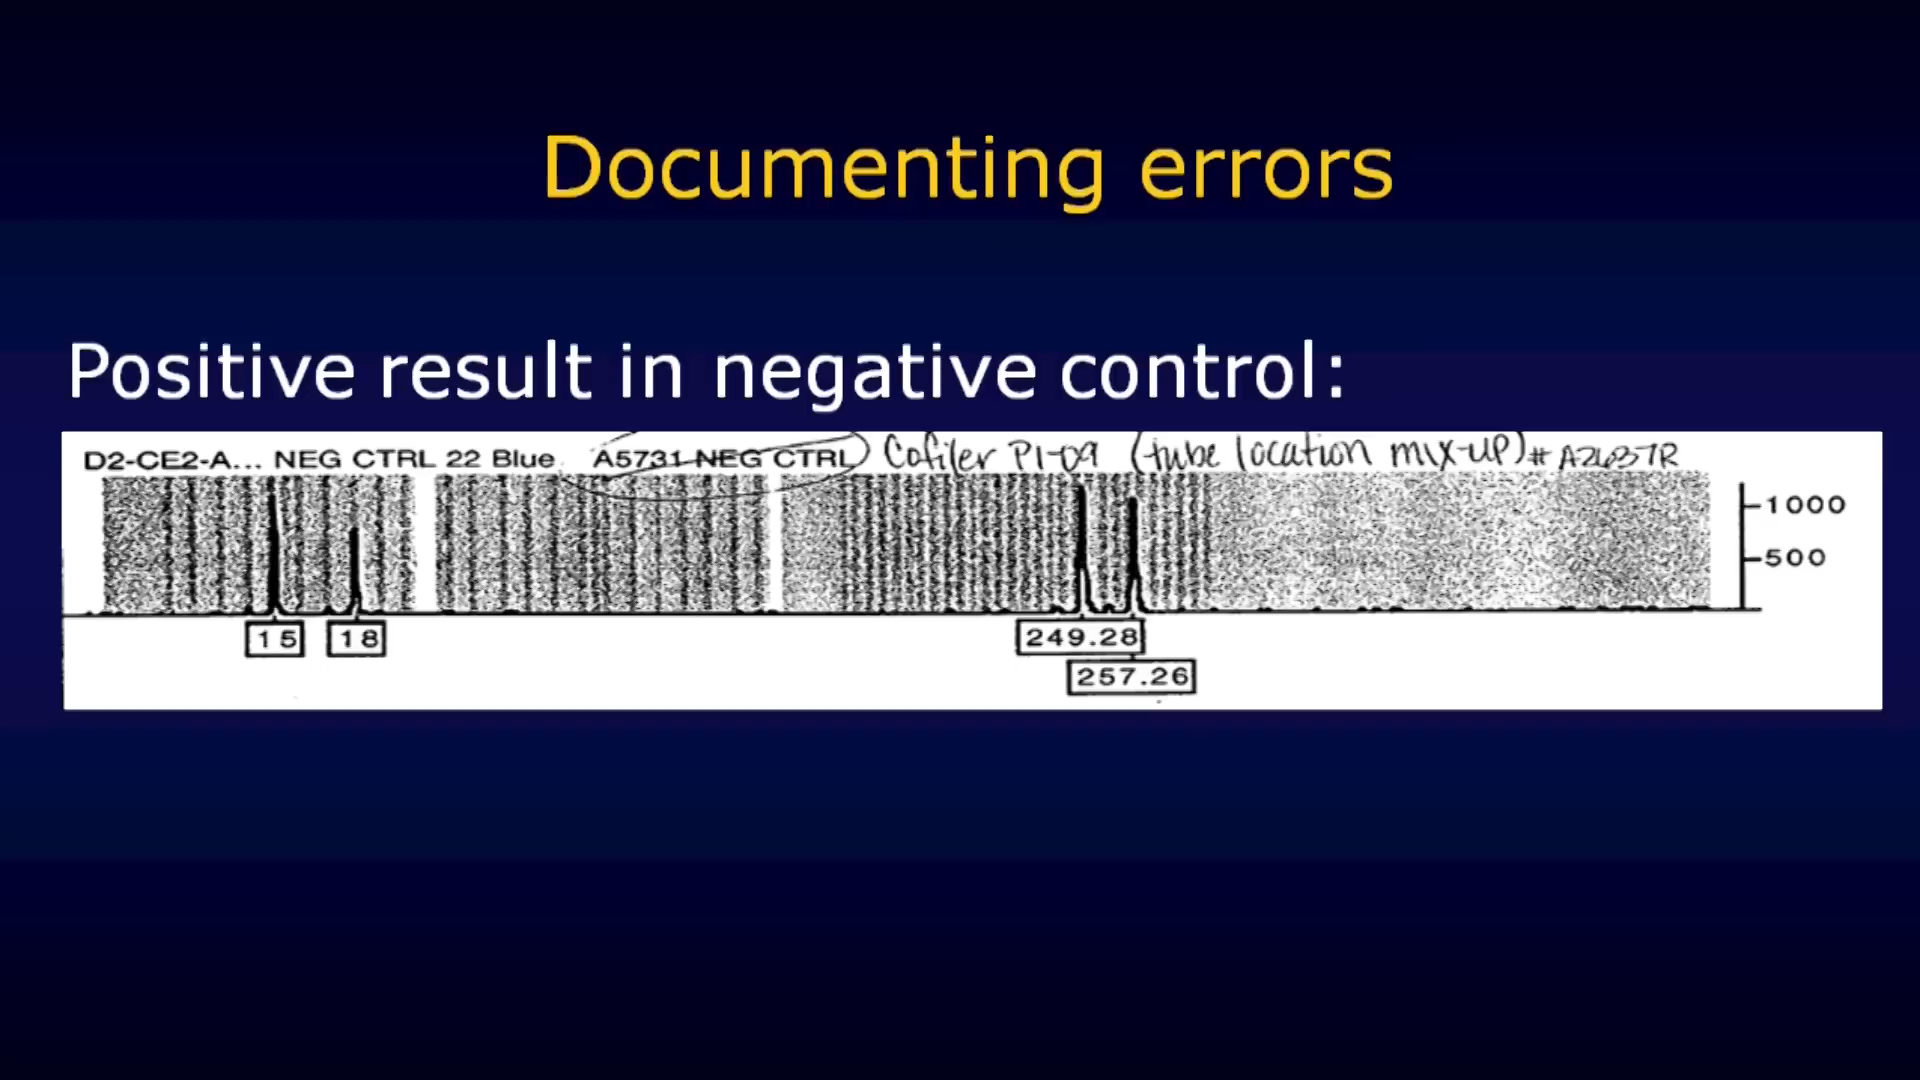 Documenting errors
Positive result in negative control:
D2-CE2-A... NEG CTRL 22 Blue A5731 NEG CTRL Cofiler P1-09 (tube location mix-up) #
1000
500
15 18 249.28
257.26